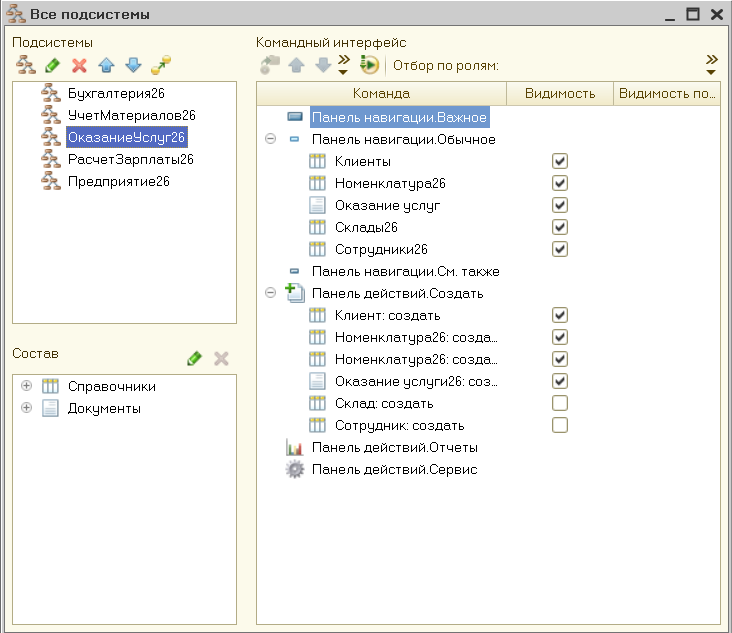 Все подсистемы
Подсистемы
Бухгалтерия26
УчетМатериалов26
ОказаниеУслуг26
РасчетЗарплаты26
Предприятие26
Состав
Справочники
Документы
Командный интерфейс
Отбор по ролям:
Команда Видимость Видимость по...
Панель навигации.Важное
Панель навигации.Обычное
Клиенты
Номенклатура26
Оказание услуг
Склады26
Сотрудники26
Панель навигации.См. также
Панель действий.Создать
Клиент: создать
Номенклатура26: созда...
Номенклатура26: созда...
Оказание услуги26: соз...
Склад: создать
Сотрудник: создать
Панель действий.Отчеты
Панель действий.Сервис